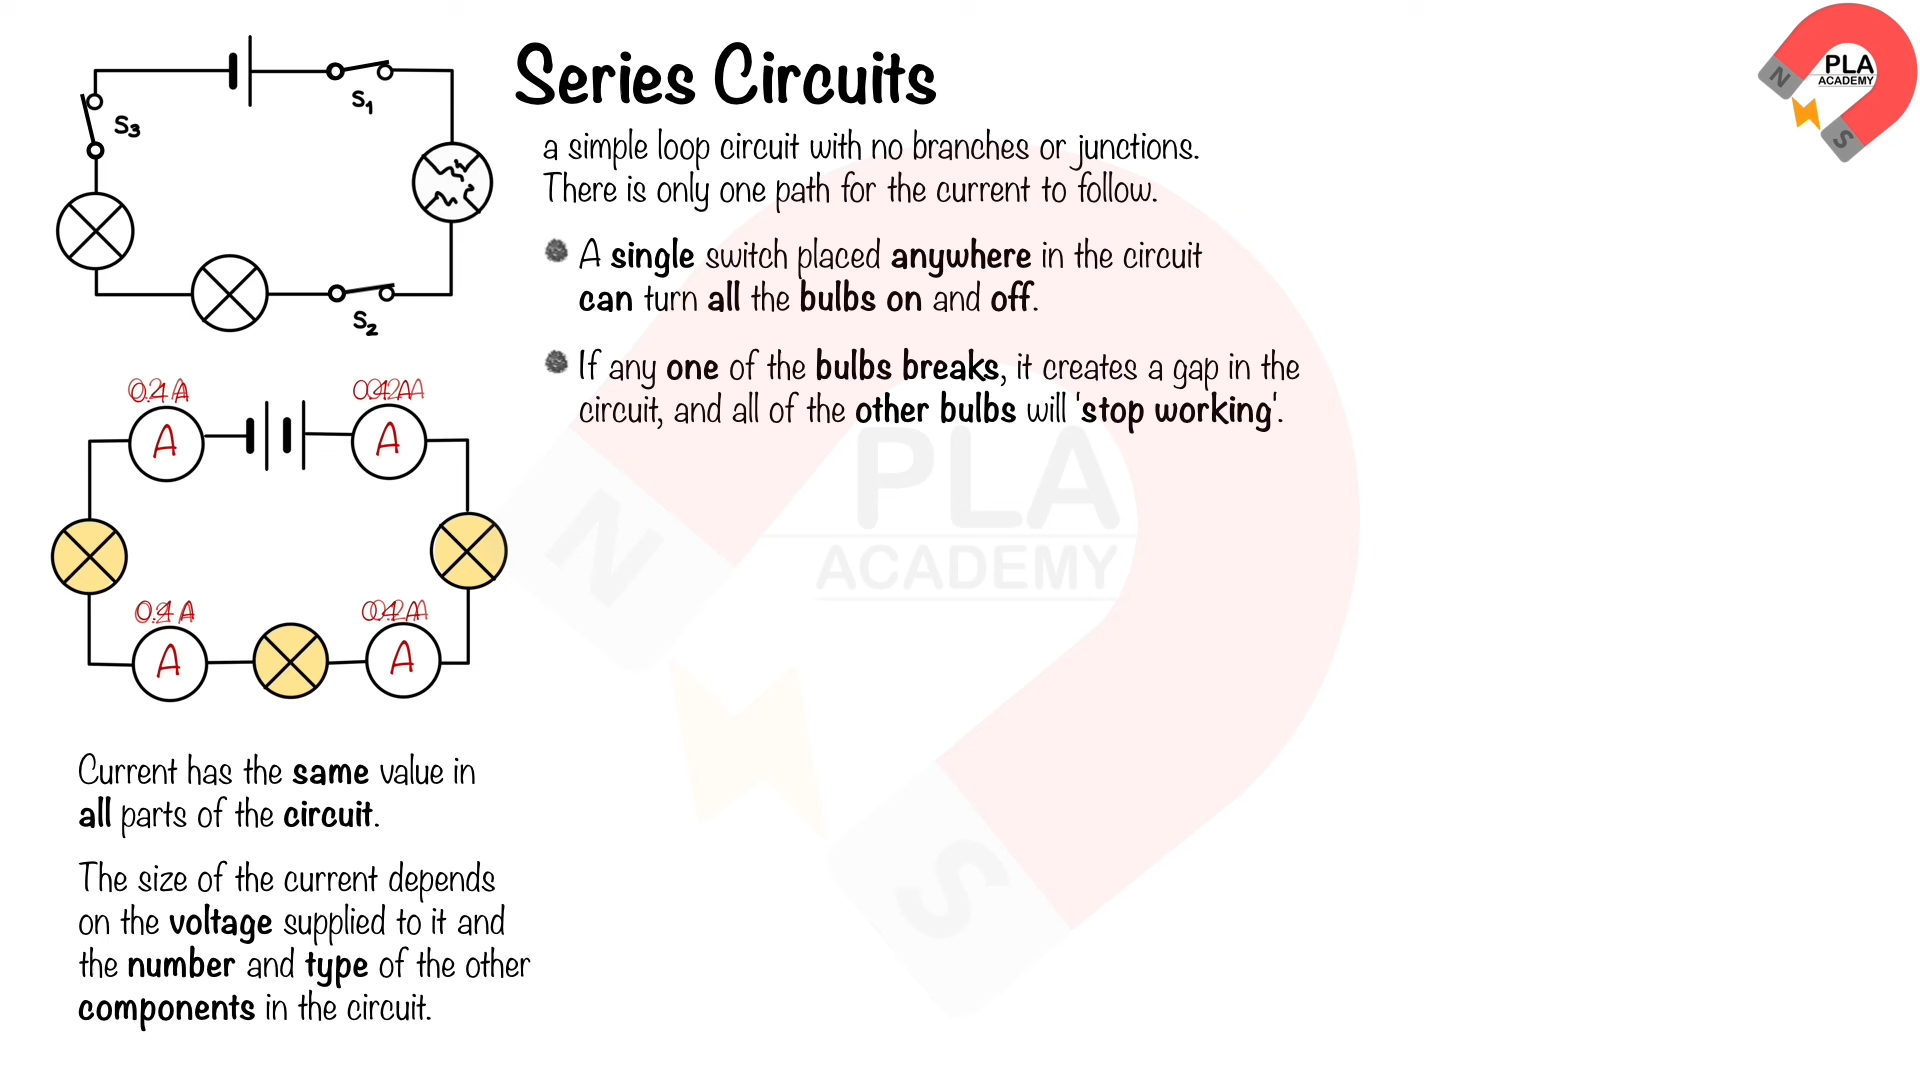 Series Circuits
a simple loop circuit with no branches or junctions.
There is only one path for the current to follow.
A single switch placed anywhere in the circuit
can turn all the bulbs on and off.
If any one of the bulbs breaks, it creates a gap in the
circuit, and all of the other bulbs will 'stop working'.
S1
S3
S2
A
A
A
A
Current has the same value in
all parts of the circuit.
The size of the current depends
on the voltage supplied to it and
the number and type of the other
components in the circuit.
N
PLA
ACADEMY
S
N
PLA
ACADEMY
S